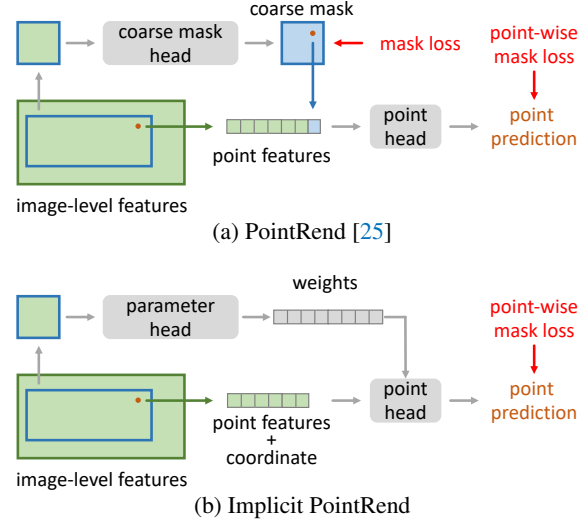 coarse mask
coarse mask
head
mask loss
point-wise
mask loss
point features
point
head
point
prediction
image-level features
(a) PointRend [25]
weights
parameter
head
point-wise
mask loss
point features
+
coordinate
point
head
point
prediction
image-level features
(b) Implicit PointRend